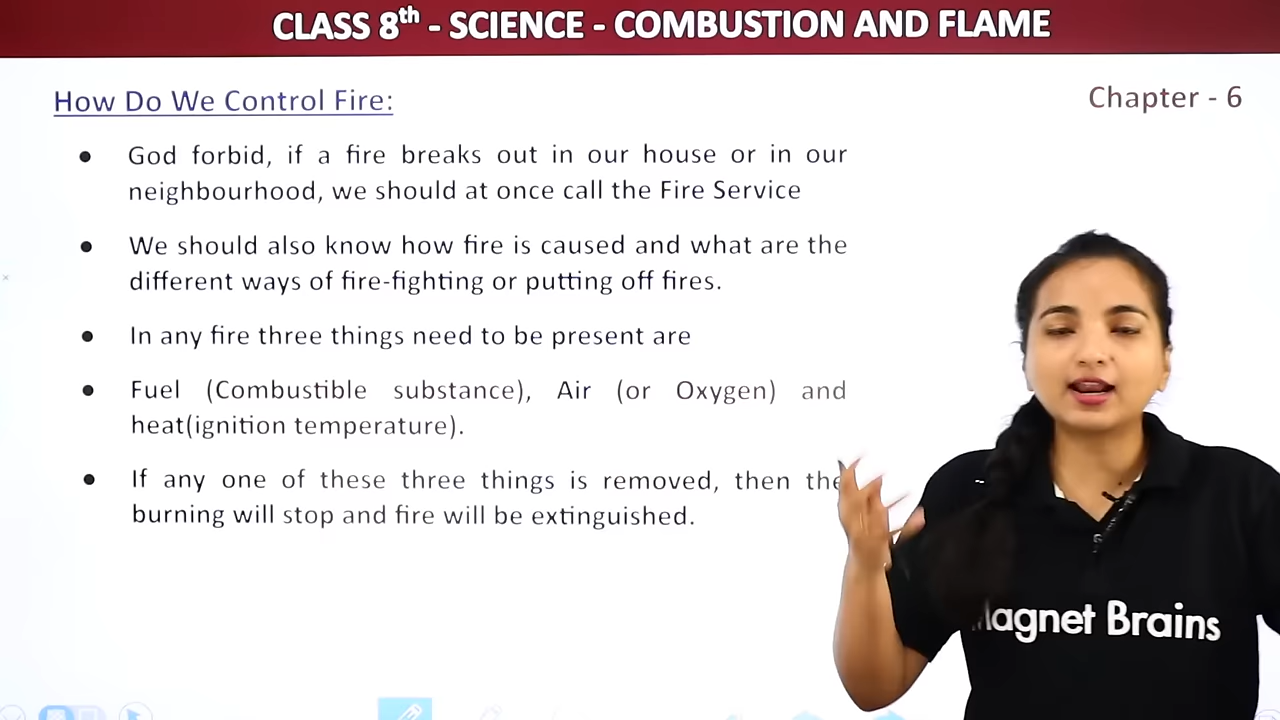 CLASS 8th - SCIENCE - COMBUSTION AND FLAME
How Do We Control Fire:
Chapter - 6
● God forbid, if a fire breaks out in our house or in our
neighbourhood, we should at once call the Fire Service
● We should also know how fire is caused and what are the
different ways of fire-fighting or putting off fires.
● In any fire three things need to be present are
● Fuel (Combustible substance), Air (or Oxygen) and
heat(ignition temperature).
● If any one of these three things is removed, then the
burning will stop and fire will be extinguished.
Magnet Brains